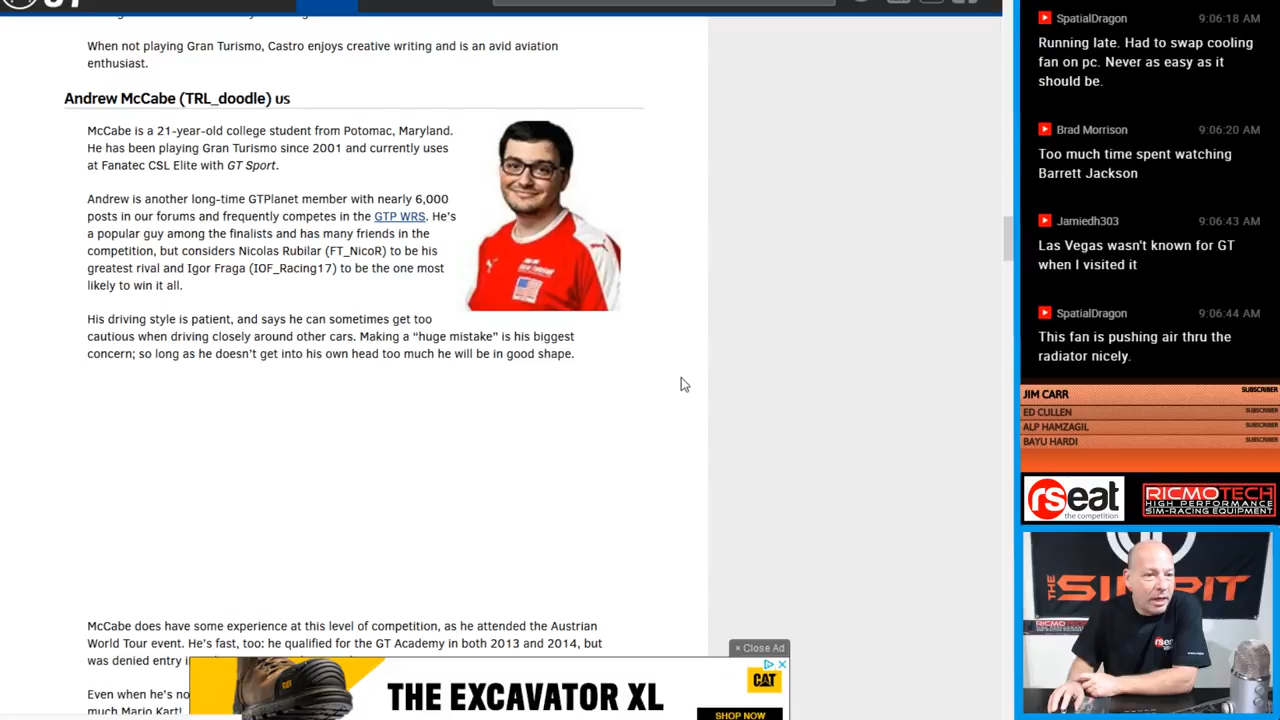 When not playing Gran Turismo, Castro enjoys creative writing and is an avid aviation
enthusiast.
Andrew McCabe (TRL_doodle) us
McCabe is a 21-year-old college student from Potomac, Maryland.
He has been playing Gran Turismo since 2001 and currently uses
at Fanatec CSL Elite with GT Sport.
Andrew is another long-time GTPlanet member with nearly 6,000
posts in our forums and frequently competes in the GTP WRS. He's
a popular guy among the finalists and has many friends in the
competition, but considers Nicolas Rubilar (FT_NicoR) to be his
greatest rival and Igor Fraga (IOF_Racing17) to be the one most
likely to win it all.
His driving style is patient, and says he can sometimes get too
cautious when driving closely around other cars. Making a “huge mistake” is his biggest
concern; so long as he doesn't get into his own head too much he will be in good shape.
McCabe does have some experience at this level of competition, as he attended the Austrian
World Tour event. He's fast, too: he qualified for the GT Academy in both 2013 and 2014, but
was denied entry
Even when he's no
much Mario Kart!
× Close Ad
CAT
THE EXCAVATOR XL
CAT
SHOP NOW
SpatialDragon 9:06:18 AM
Running late. Had to swap cooling
fan on pc. Never as easy as it
should be.
Brad Morrison 9:06:20 AM
Too much time spent watching
Barrett Jackson
Jamiedh303 9:06:43 AM
Las Vegas wasn't known for GT
when I visited it
SpatialDragon 9:06:44 AM
This fan is pushing air thru the
radiator nicely.
JIM CARR SUBSCRIBER
ED CULLEN SUBSCRIBER
ALP HAMZAGIL SUBSCRIBER
BAYU HARDI SUBSCRIBER
rseat
the competition
RICMOTECH
HIGH PERFORMANCE
SIM-RACING EQUIPMENT
THE
rseat